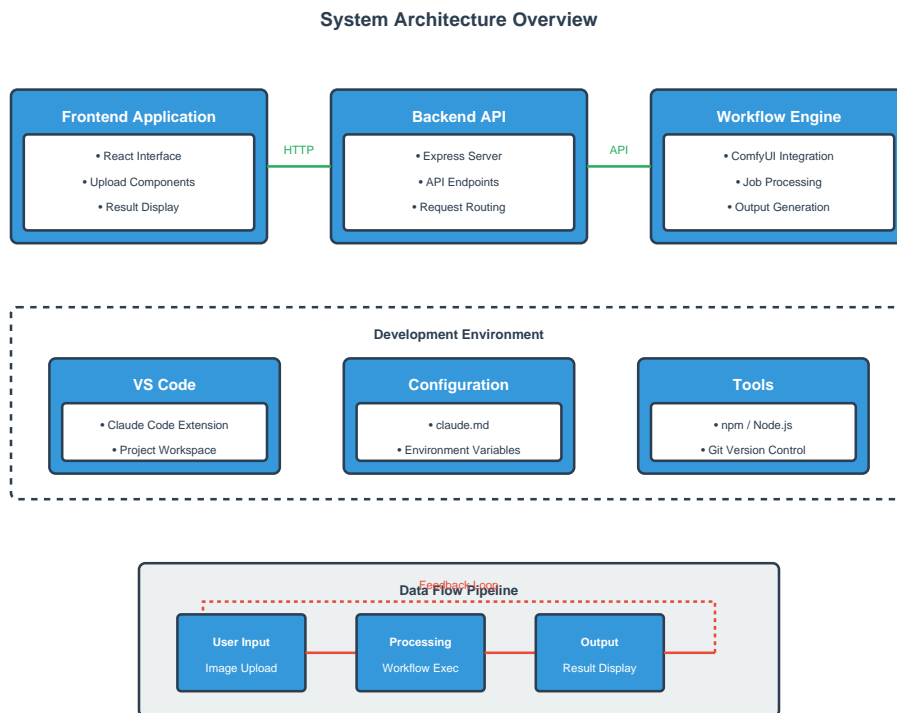 System Architecture Overview
Frontend Application
• React Interface
• Upload Components
• Result Display
HTTP
Backend API
• Express Server
• API Endpoints
• Request Routing
API
Workflow Engine
• ComfyUI Integration
• Job Processing
• Output Generation
Development Environment
VS Code
• Claude Code Extension
• Project Workspace
Configuration
• claude.md
• Environment Variables
Tools
• npm / Node.js
• Git Version Control
Feedback Loop
Data Flow Pipeline
User Input
Image Upload
Processing
Workflow Exec
Output
Result Display